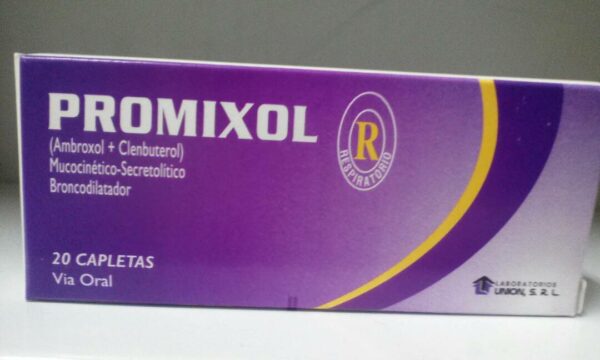 PROMIXOL
(Ambroxol + Clenbuterol)
Mucocinético-Secretolítico
Broncodilatador
R
RESPIRATORIO
20 CAPLETAS
Via Oral
LABORATORIOS
UNION, S. R. L.